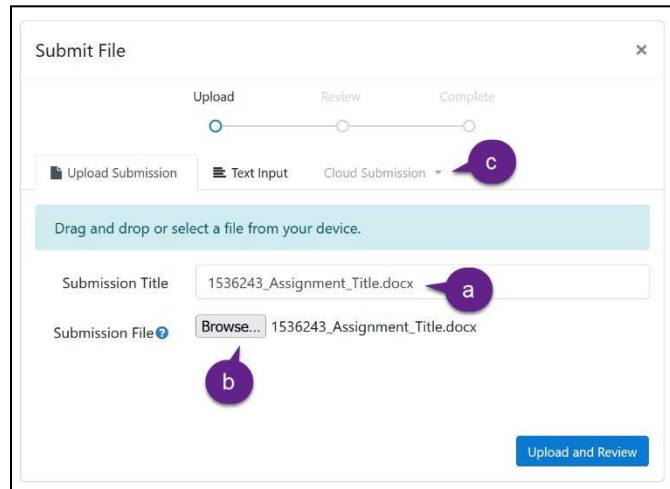 Submit File ×
Upload Review Complete
Upload Submission Text Input Cloud Submission c
Drag and drop or select a file from your device.
Submission Title 1536243_Assignment_Title.docx a
Submission File ? Browse... 1536243_Assignment_Title.docx
b
Upload and Review